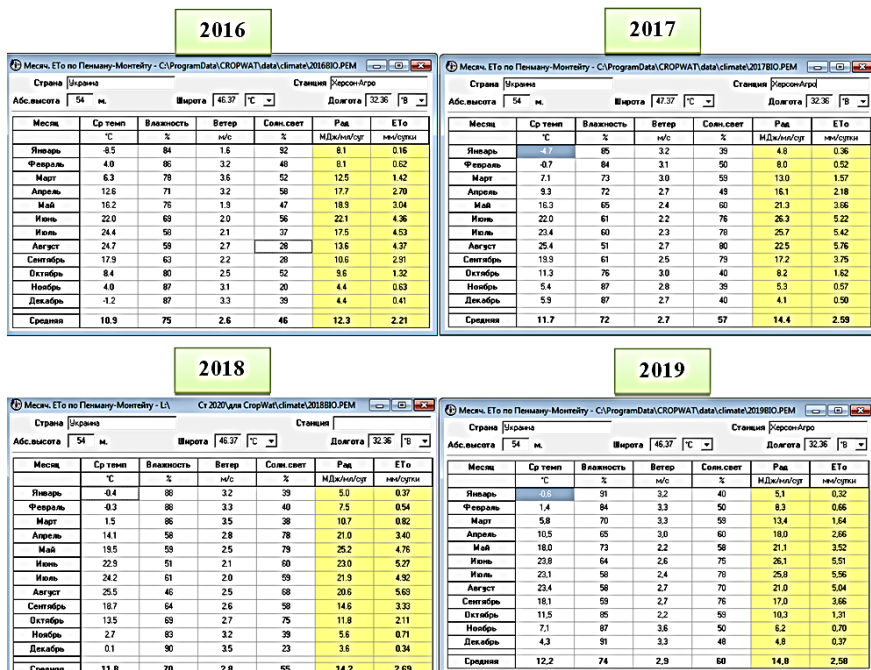 2016
Месяч. ЕТо по Пенману-Монтейту - C:\ProgramData\CROPWAT\data\climate\2016BIO.PEM
Страна Украина Станция Херсон-Агро
Абс.высота 54 м. Широта 46.37 °С Долгота 32.36 °В
Месяц Ср темп Влажность Ветер Солн.свет Рад ЕТо
°C % м/с % МДж/мл/сут мм/сутки
Январь -8.5 84 1.6 92 8.1 0.16
Февраль 4.0 86 3.2 48 8.1 0.62
Март 6.3 78 3.6 52 12.5 1.42
Апрель 12.6 71 3.2 58 17.7 2.70
Май 16.2 76 1.9 47 18.9 3.04
Июнь 22.0 69 2.0 56 22.1 4.36
Июль 24.4 58 2.1 37 17.5 4.53
Август 24.7 59 2.7 28 13.6 4.37
Сентябрь 17.9 63 2.2 28 10.6 2.91
Октябрь 8.4 80 2.5 52 9.6 1.32
Ноябрь 4.0 87 3.1 20 4.4 0.63
Декабрь -1.2 87 3.3 39 4.4 0.41
Средняя 10.9 75 2.6 46 12.3 2.21
2017
Месяч. ЕТо по Пенману-Монтейту - C:\ProgramData\CROPWAT\data\climate\2017BIO.PEM
Страна Украина Станция Херсон-Агро
Абс.высота 54 м. Широта 47.37 °С Долгота 32.36 °В
Месяц Ср темп Влажность Ветер Солн.свет Рад ЕТо
°C % м/с % МДж/мл/сут мм/сутки
Январь -4.7 85 3.2 39 4.8 0.36
Февраль -0.7 84 3.1 50 8.0 0.52
Март 7.1 73 3.0 59 13.0 1.57
Апрель 9.3 72 2.7 49 16.1 2.18
Май 16.3 65 2.4 60 21.3 3.66
Июнь 22.0 61 2.2 76 26.3 5.22
Июль 23.4 60 2.3 78 25.7 5.42
Август 25.4 51 2.7 80 22.5 5.76
Сентябрь 19.9 61 2.5 79 17.2 3.75
Октябрь 11.3 76 3.0 40 8.2 1.62
Ноябрь 5.4 87 2.8 39 5.3 0.57
Декабрь 5.9 87 2.7 40 4.1 0.50
Средняя 11.7 72 2.7 57 14.4 2.59
2018
Месяч. ЕТо по Пенману-Монтейту - L:\ Ст 2020\для CropWat\climate\2018BIO.PEM
Страна Украина Станция
Абс.высота 54 м. Широта 46.37 °С Долгота 32.36 °В
Месяц Ср темп Влажность Ветер Солн.свет Рад ЕТо
°C % м/с % МДж/мл/сут мм/сутки
Январь -0.4 88 3.2 39 5.0 0.37
Февраль -0.3 88 3.3 40 7.5 0.54
Март 1.5 86 3.5 38 10.7 0.82
Апрель 14.1 58 2.8 78 21.0 3.40
Май 19.5 59 2.5 79 25.2 4.76
Июнь 22.9 51 2.1 60 23.0 5.27
Июль 24.2 61 2.0 59 21.9 4.92
Август 25.5 46 2.5 68 20.6 5.69
Сентябрь 18.7 64 2.6 58 14.6 3.33
Октябрь 13.5 69 2.7 75 11.8 2.11
Ноябрь 2.7 83 3.2 39 5.6 0.71
Декабрь 0.1 90 3.5 23 3.6 0.34
Средняя 11.8 70 2.8 55 14.2 2.69
2019
Месяч. ЕТо по Пенману-Монтейту - C:\ProgramData\CROPWAT\data\climate\2019BIO.PEM
Страна Украина Станция Херсон-Агро
Абс.высота 54 м. Широта 46.37 °С Долгота 32.36 °В
Месяц Ср темп Влажность Ветер Солн.свет Рад ЕТо
°C % м/с % МДж/мл/сут мм/сутки
Январь -0.6 91 3,2 40 5,1 0,32
Февраль 1,4 84 3,3 50 8,3 0,66
Март 5,8 70 3,3 59 13,4 1,64
Апрель 10,5 65 3,0 60 18,0 2,66
Май 18,0 73 2,2 58 21,1 3,52
Июнь 23,8 64 2,6 75 26,1 5,51
Июль 23,1 58 2,4 78 25,8 5,56
Август 23,4 58 2,7 70 21,0 5,04
Сентябрь 18,1 59 2,7 76 17,0 3,66
Октябрь 11,5 85 2,2 59 10,3 1,31
Ноябрь 7,1 87 3,6 50 6,2 0,70
Декабрь 4,3 91 3,3 48 4,8 0,37
Средняя 12,2 74 2,9 60 14,8 2,58